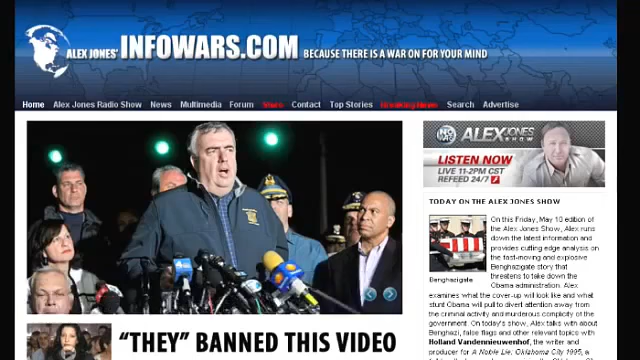 ALEX JONES' INFOWARS.COM BECAUSE THERE IS A WAR ON FOR YOUR MIND
Home Alex Jones Radio Show News Multimedia Forum Store Contact Top Stories Breaking News Search Advertise
ALEX JONES SHOW
LISTEN NOW
LIVE 11-2PM CST
REFEED 24/7
TODAY ON THE ALEX JONES SHOW
On this Friday, May 10 edition of
the Alex Jones Show, Alex runs
down the latest information and
provides cutting edge analysis on
the fast-moving and explosive
Benghazigate story that
threatens to take down the
Benghazigate
Obama administration. Alex
examines what the cover-up will look like and what
stunt Obama will pull to divert attention away from
the criminal activity and murderous complicity of the
government. On today's show, Alex talks with about
Benghazi, false flags and other relevant topics with
Holland Vandennieuwenhof, the writer and
producer for A Noble Lie, Oklahoma City 1995, a
"THEY" BANNED THIS VIDEO